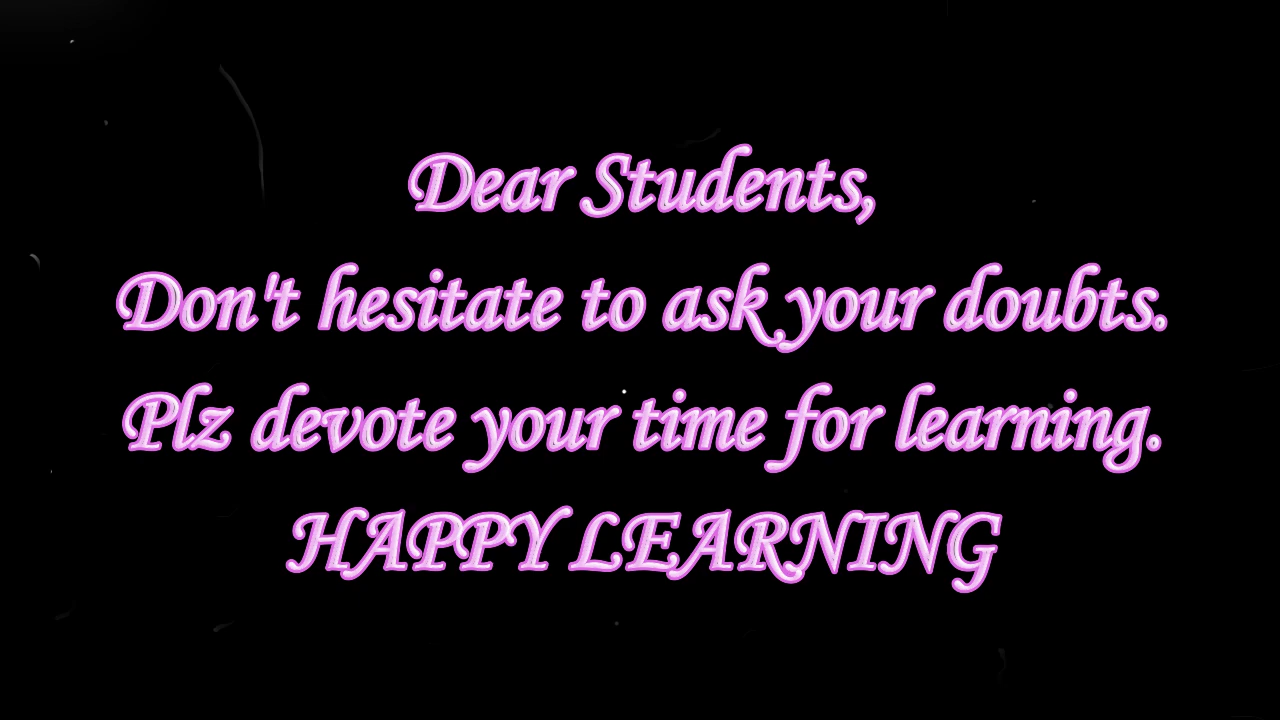 Dear Students,
Don't hesitate to ask your doubts.
Plz devote your time for learning.
HAPPY LEARNING